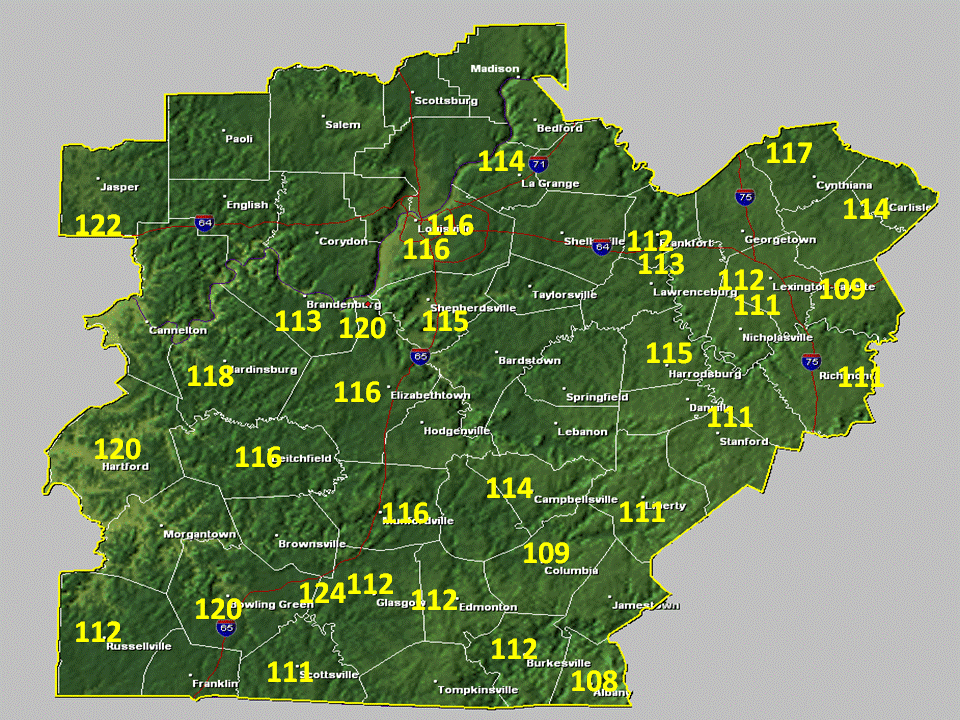 Madison
Scottsburg
Salem
Bedford
Paoli
114
71
117
La Grange
Cynthiana
Jasper
75
English
114
Carlisle
122
64
116
Louisville
Corydon
116
64
112
Frankfort
Georgetown
113
112
Lexington-Fayette
109
Taylorsville
Lawrenceburg
Brandenburg
Shepherdsville
111
113
120
115
Cannelton
Nicholasville
65
Bardstown
115
75
118
Hardinsburg
Harrodsburg
Richmond
111
116
Elizabethtown
Springfield
Danville
111
Hodgenville
Lebanon
Stanford
120
Hartford
116
Leitchfield
114
Campbellsville
111
Liberty
116
Munfordville
Morgantown
Brownsville
109
Columbia
112
124
120
Bowling Green
Glasgow
112
Edmonton
Jamestown
65
112
Russellville
112
Burkesville
111
Scottsville
Franklin
Tompkinsville
108
Albany